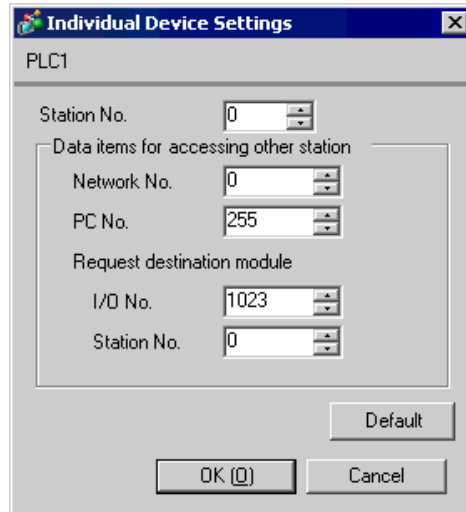 Individual Device Settings
PLC1
Station No. 0
Data items for accessing other station
Network No. 0
PC No. 255
Request destination module
I/O No. 1023
Station No. 0
Default
OK (O) Cancel